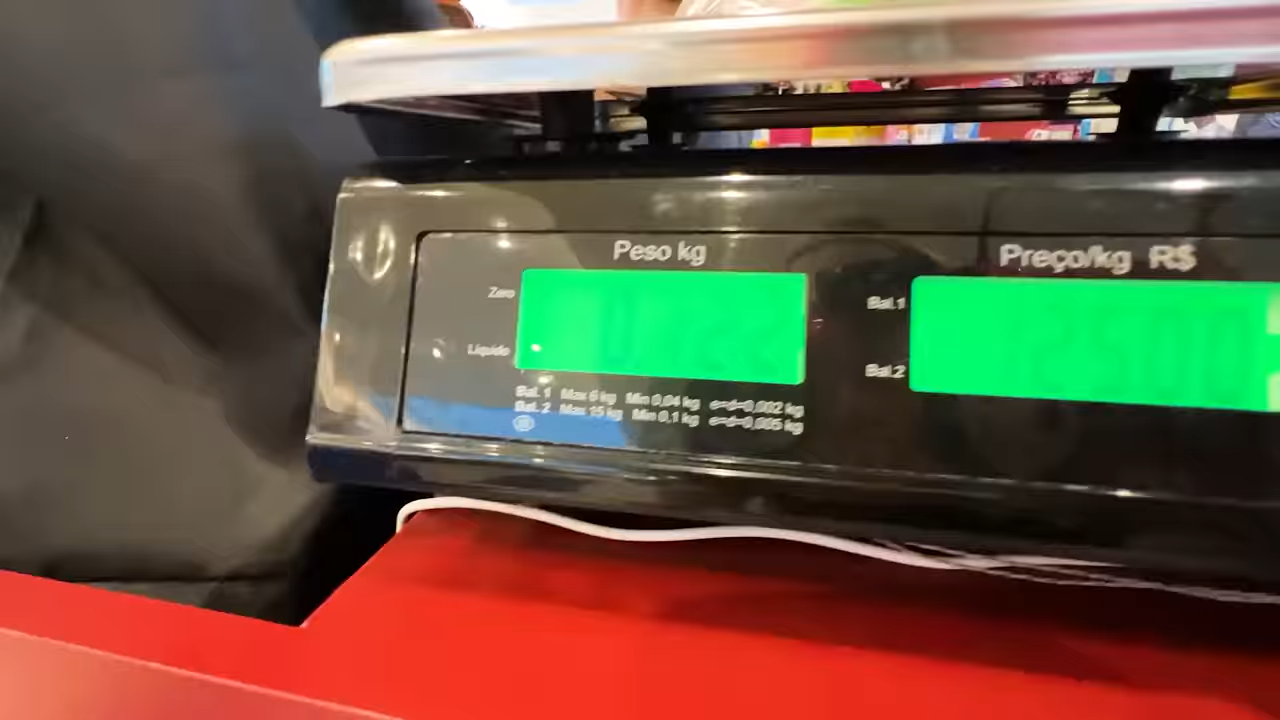 Peso kg
Preço/kg R$
Zero
Bal.1
Líquido
Bal.2
Bal. 1 Max 6 kg Min 0,04 kg e=d=0,002 kg
Bal. 2 Max 15 kg Min 0,1 kg e=d=0,005 kg